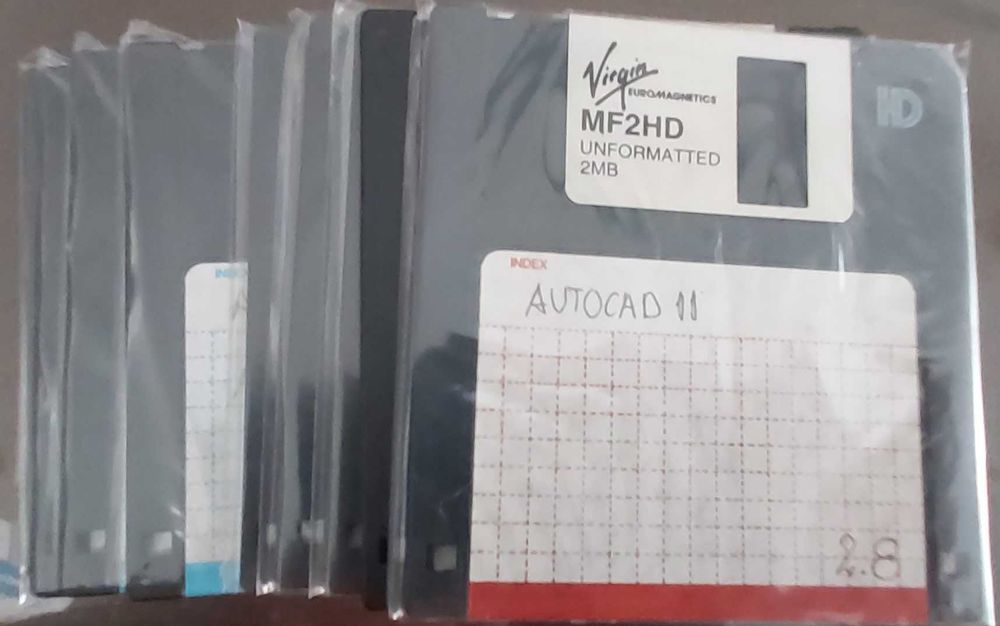 Virgin
EUROMAGNETICS
MF2HD
UNFORMATTED
2MB
HD
INDEX
AUTOCAD 11
2.8
INDEX
A